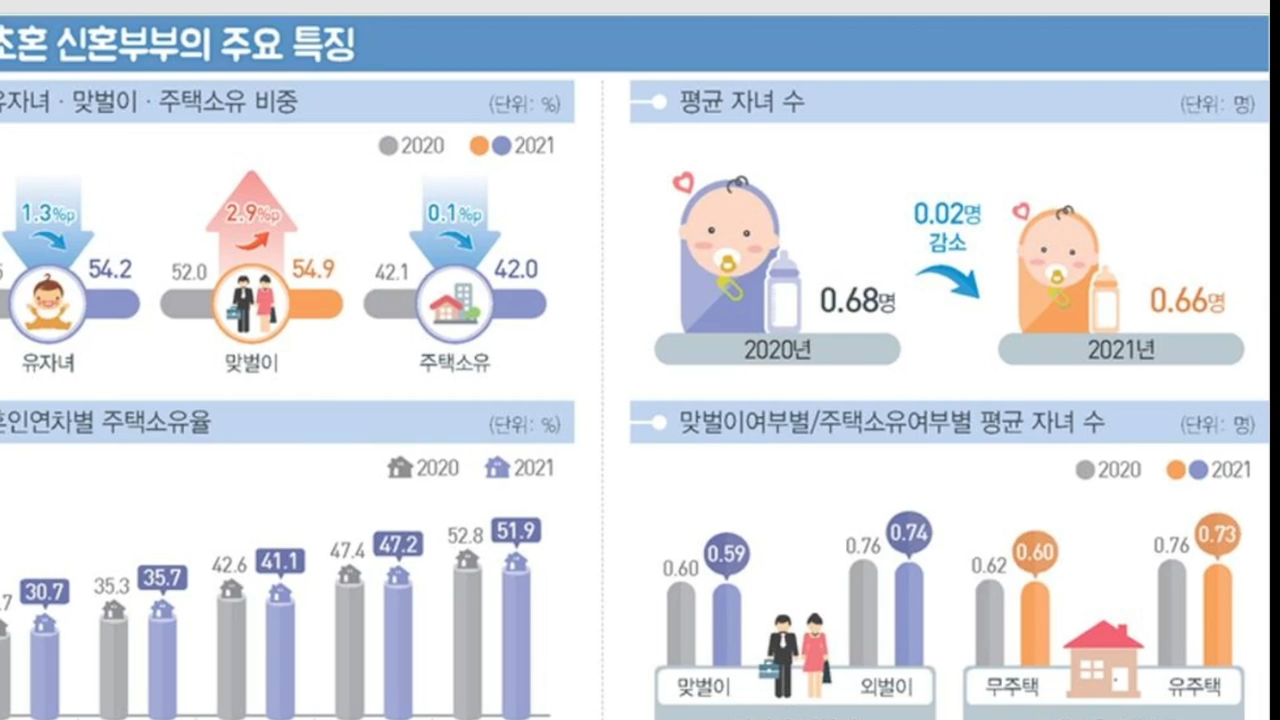 초혼 신혼부부의 주요 특징
유자녀 · 맞벌이 · 주택소유 비중 (단위: %)
2020 2021
1.3%p 2.9%p 0.1%p
54.2 52.0 54.9 42.1 42.0
유자녀 맞벌이 주택소유
평균 자녀 수 (단위: 명)
0.02명
감소
0.68명 0.66명
2020년 2021년
혼인연차별 주택소유율 (단위: %)
2020 2021
.7 30.7 35.3 35.7 42.6 41.1 47.4 47.2 52.8 51.9
맞벌이여부별/주택소유여부별 평균 자녀 수 (단위: 명)
2020 2021
0.60 0.59 0.76 0.74 0.62 0.60 0.76 0.73
맞벌이 외벌이 무주택 유주택